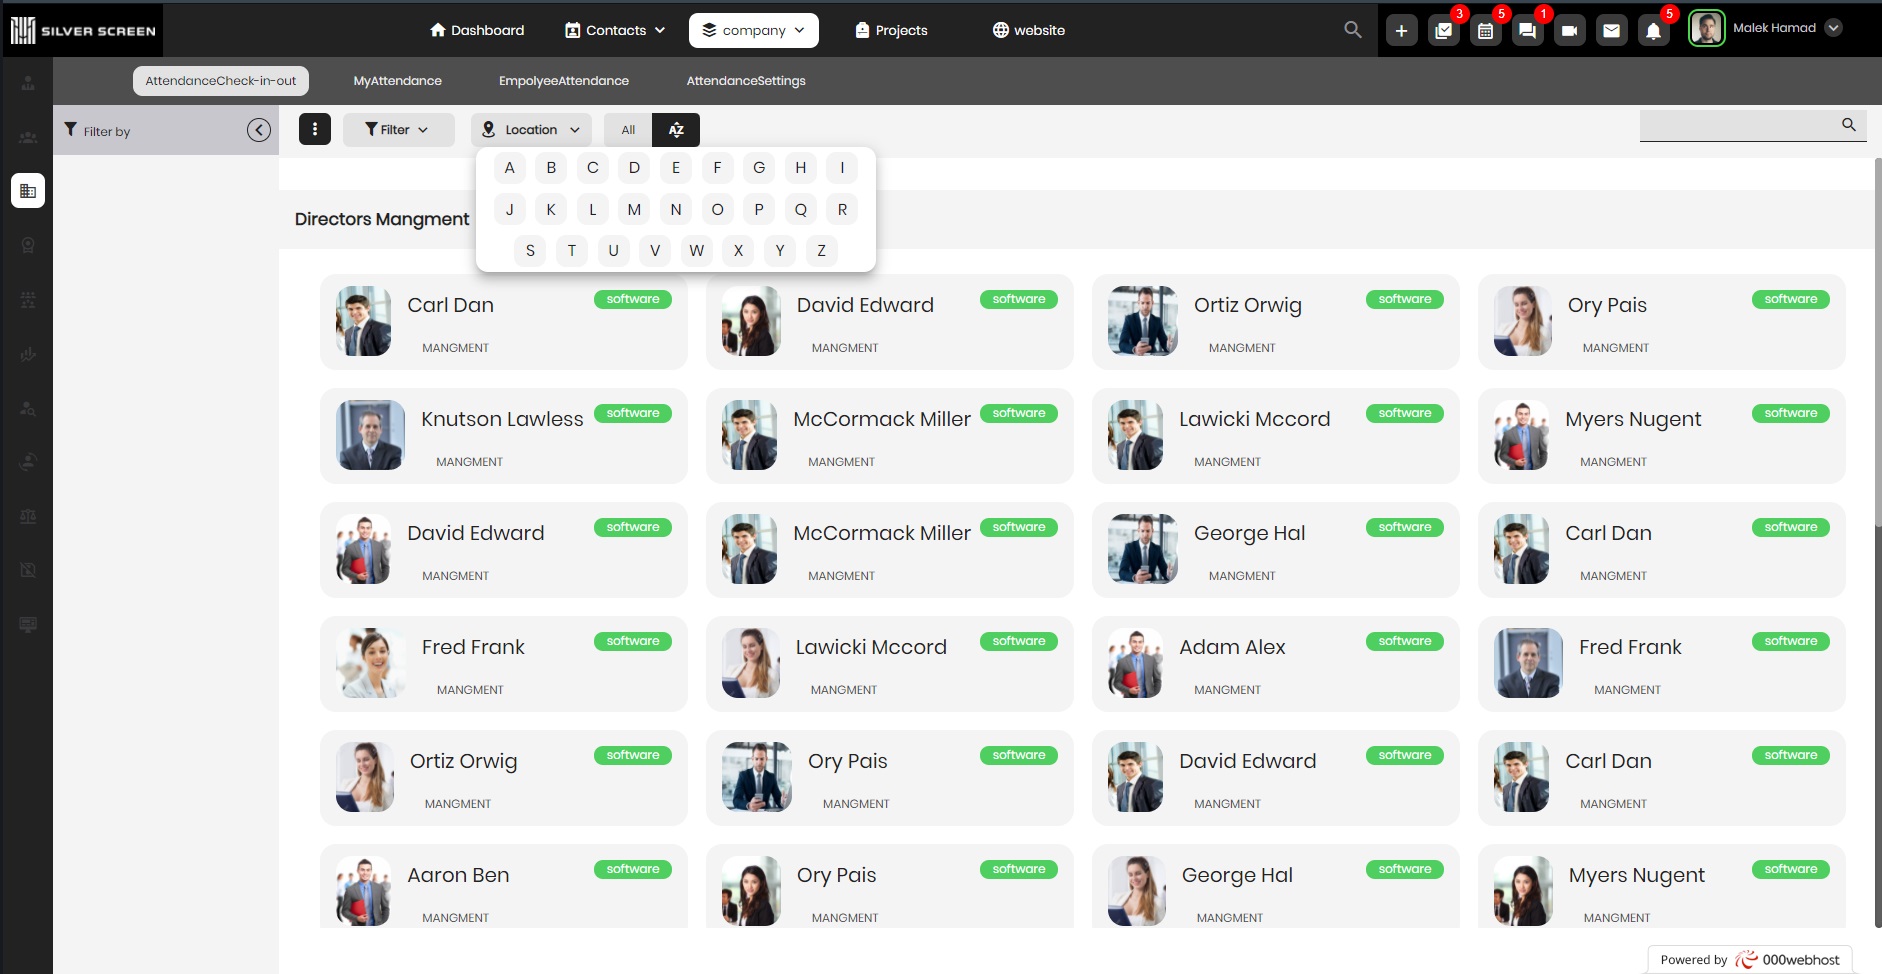 SILVER SCREEN
Dashboard
Contacts
company
Projects
website
3
5
1
5
Malek Hamad
AttendanceCheck-in-out
MyAttendance
EmpolyeeAttendance
AttendanceSettings
Filter by
Filter
Location
All
AZ
A B C D E F G H I
J K L M N O P Q R
S T U V W X Y Z
Directors Mangment
Carl Dan
software
MANGMENT
David Edward
software
MANGMENT
Ortiz Orwig
software
MANGMENT
Ory Pais
software
MANGMENT
Knutson Lawless
software
MANGMENT
McCormack Miller
software
MANGMENT
Lawicki Mccord
software
MANGMENT
Myers Nugent
software
MANGMENT
David Edward
software
MANGMENT
McCormack Miller
software
MANGMENT
George Hal
software
MANGMENT
Carl Dan
software
MANGMENT
Fred Frank
software
MANGMENT
Lawicki Mccord
software
MANGMENT
Adam Alex
software
MANGMENT
Fred Frank
software
MANGMENT
Ortiz Orwig
software
MANGMENT
Ory Pais
software
MANGMENT
David Edward
software
MANGMENT
Carl Dan
software
MANGMENT
Aaron Ben
software
MANGMENT
Ory Pais
software
MANGMENT
George Hal
software
MANGMENT
Myers Nugent
software
MANGMENT
Powered by 000webhost